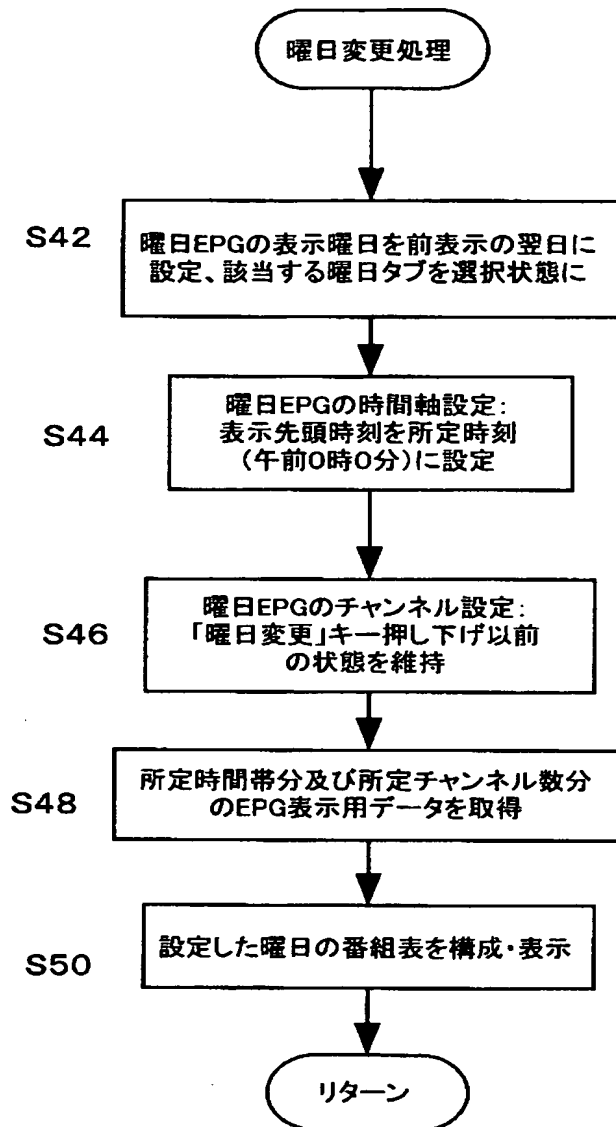 曜日変更処理
S42
曜日EPGの表示曜日を前表示の翌日に
設定、該当する曜日タブを選択状態に
S44
曜日EPGの時間軸設定:
表示先頭時刻を所定時刻
(午前0時0分)に設定
S46
曜日EPGのチャンネル設定:
「曜日変更」キー押し下げ以前
の状態を維持
S48
所定時間帯分及び所定チャンネル数分
のEPG表示用データを取得
S50
設定した曜日の番組表を構成・表示
リターン